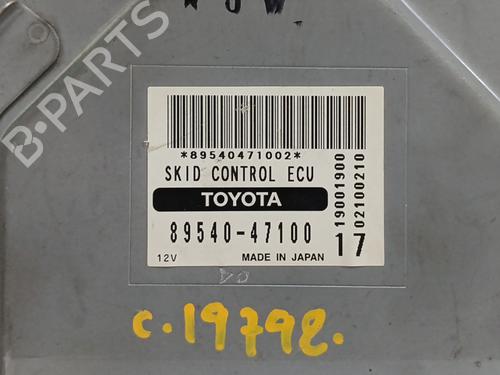 B-PARTS
*89540471002*
SKID CONTROL ECU
TOYOTA
89540-47100
17
12V
MADE IN JAPAN
19001900
02100210
c.19792.